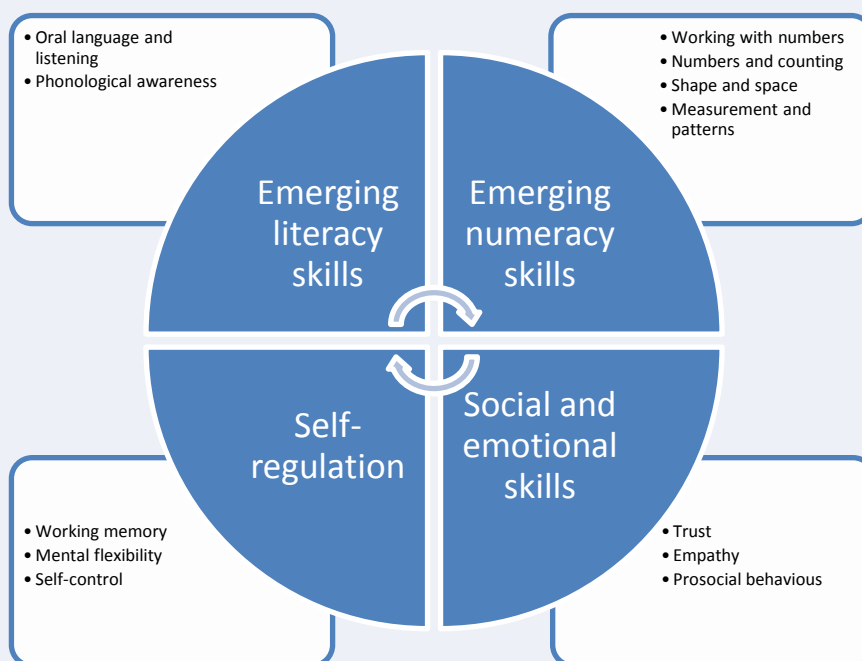 • Oral language and
listening
• Phonological awareness
• Working with numbers
• Numbers and counting
• Shape and space
• Measurement and
patterns
Emerging
literacy
skills
Emerging
numeracy
skills
Self-
regulation
Social and
emotional
skills
• Working memory
• Mental flexibility
• Self-control
• Trust
• Empathy
• Prosocial behavious